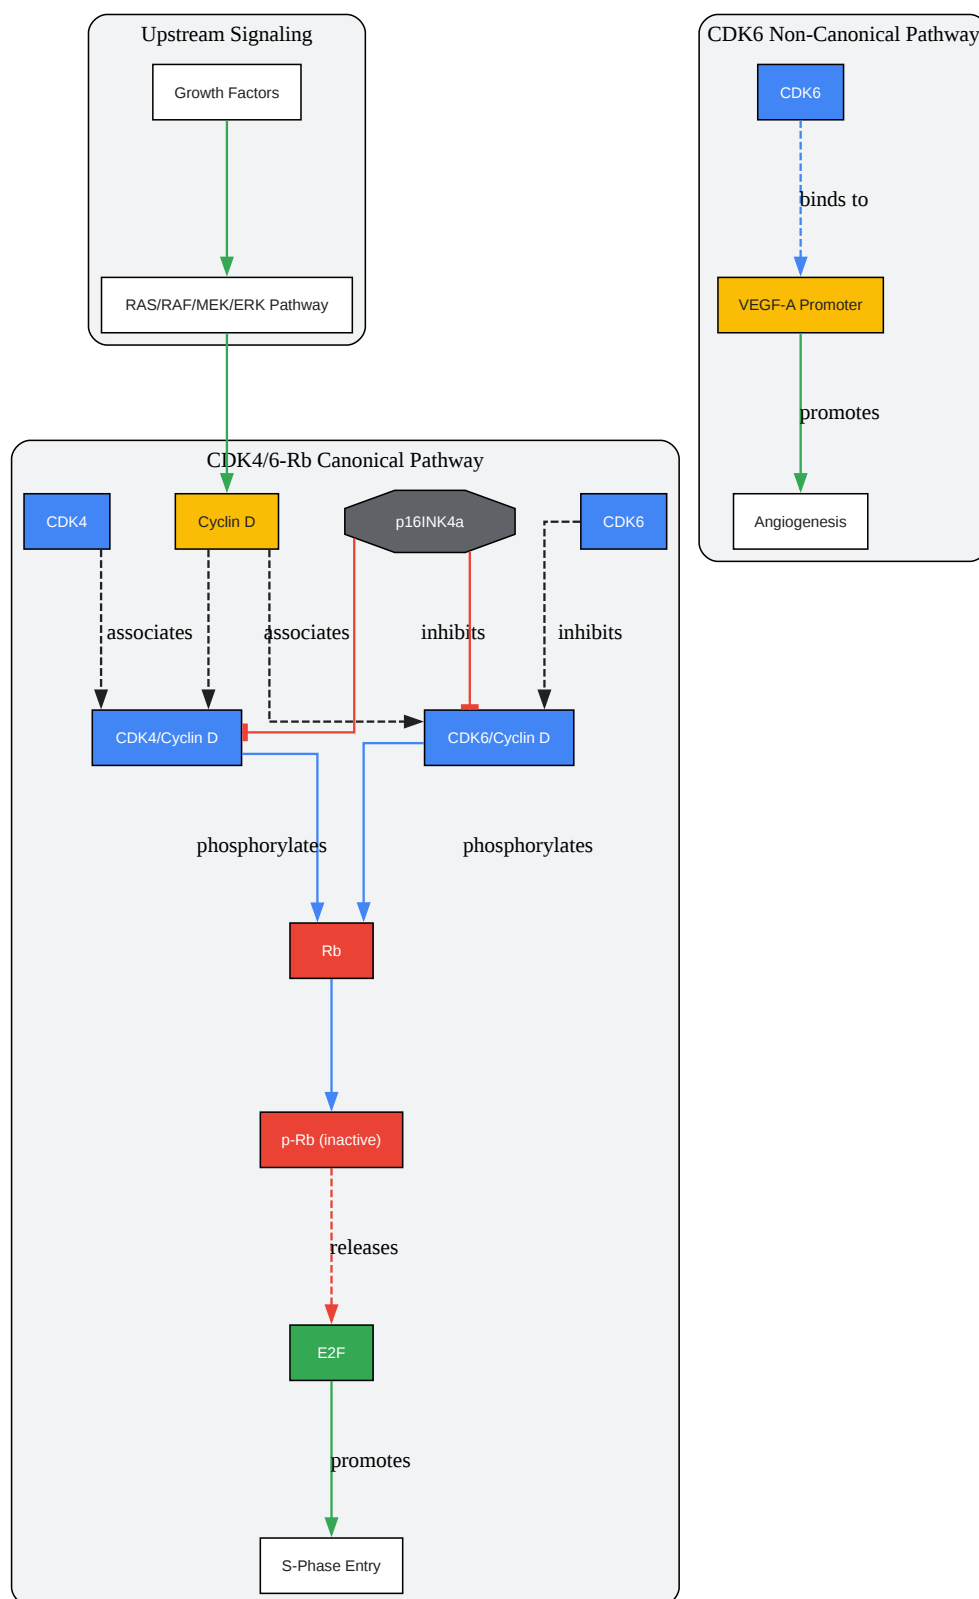 Upstream Signaling
Growth Factors
RAS/RAF/MEK/ERK Pathway
CDK6 Non-Canonical Pathway
CDK6
binds to
VEGF-A Promoter
promotes
Angiogenesis
CDK4/6-Rb Canonical Pathway
CDK4
Cyclin D
p16INK4a
CDK6
associates
associates
inhibits
inhibits
CDK4/Cyclin D
CDK6/Cyclin D
phosphorylates
phosphorylates
Rb
p-Rb (inactive)
releases
E2F
promotes
S-Phase Entry